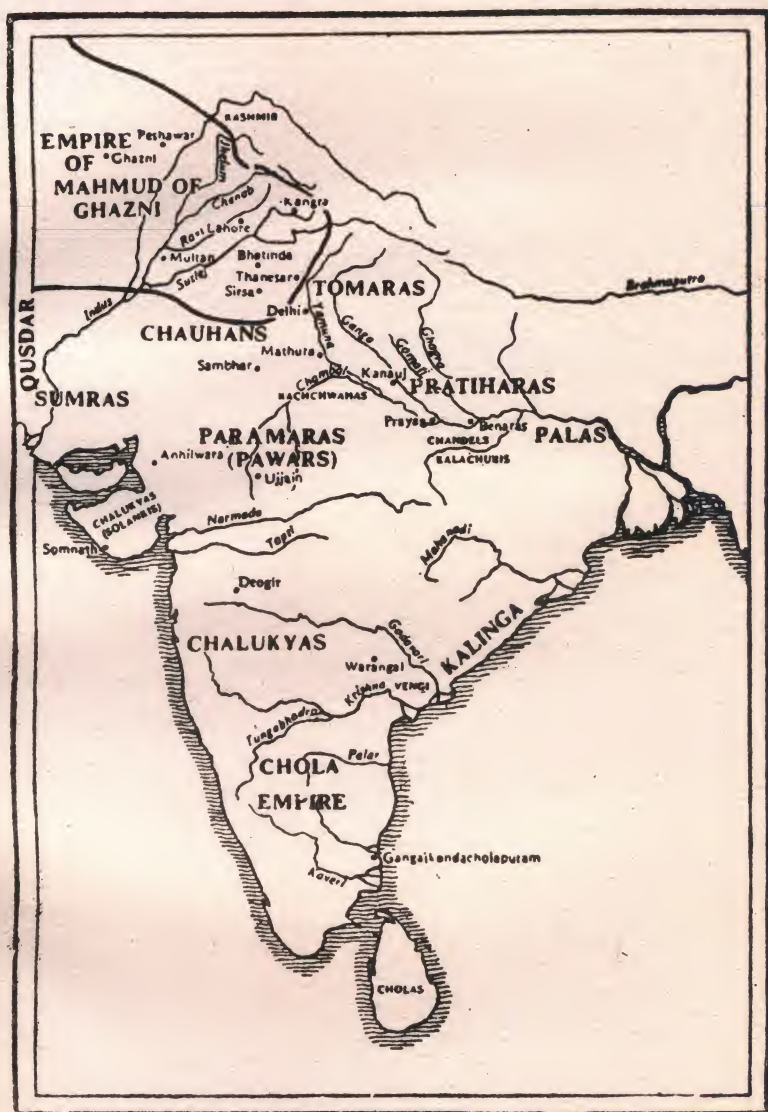 KASHMIR
EMPIRE
OF
MAHMUD OF
GHAZNI
Peshawar
Ghazni
Jhelum
Chenab
Kangra
Ravi
Lahore
Multan
Bhatinda
Sutlej
Thanesar
Sirsa
TOMARAS
Brahmaputra
Indus
Delhi
QUSDAR
CHAUHANS
Yamuna
Ganga
Gomati
Ghagra
Mathura
Sambhar
Chambal
Kanauj
PRATIHARAS
SUMRAS
KACHCHWAHAS
Prayag
Benaras
PARAMARAS
(PAWARS)
CHANDELS
PALAS
KALACHURIS
Anhilwara
Ujjain
CHALUKYAS
(SOLANKIS)
Narmada
Tapti
Somnath
Mahanadi
Deogir
Godavari
KALINGA
CHALUKYAS
Warangal
Krishna
VENGI
Tungabhadra
Palar
CHOLA
EMPIRE
Gangaikondacholapuram
Kaveri
CHOLAS